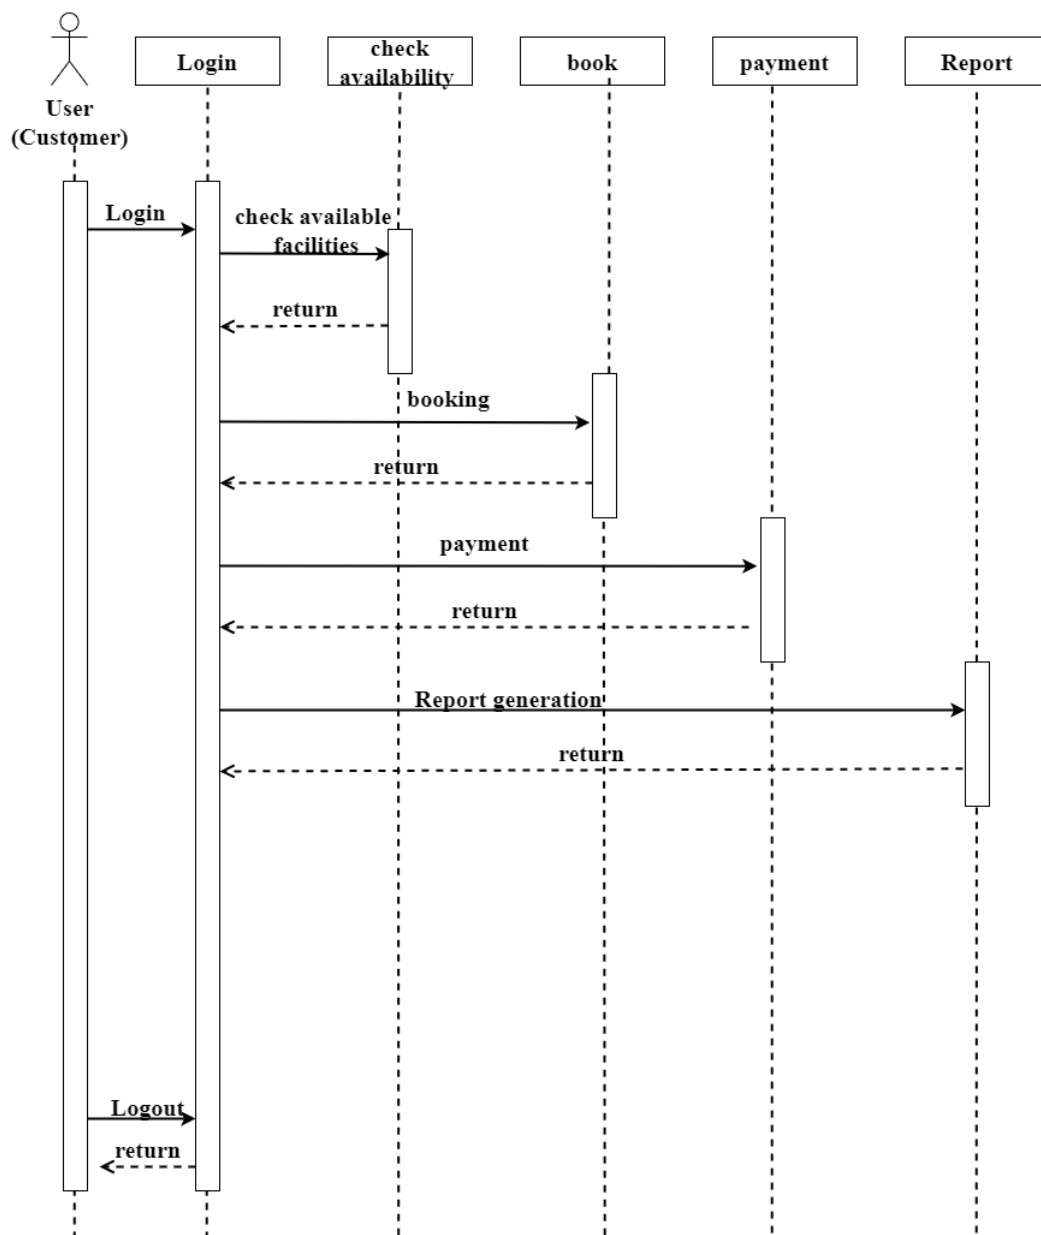 User
(Customer)
Login
check
availability
book
payment
Report
Login
check available
facilities
return
booking
return
payment
return
Report generation
return
Logout
return